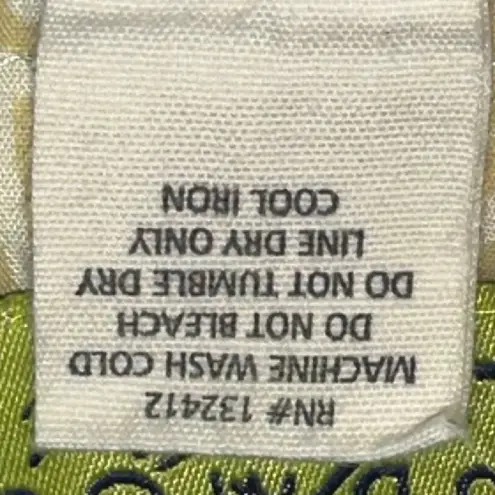 RN# 132412
MACHINE WASH COLD
DO NOT BLEACH
DO NOT TUMBLE DRY
LINE DRY ONLY
COOL IRON